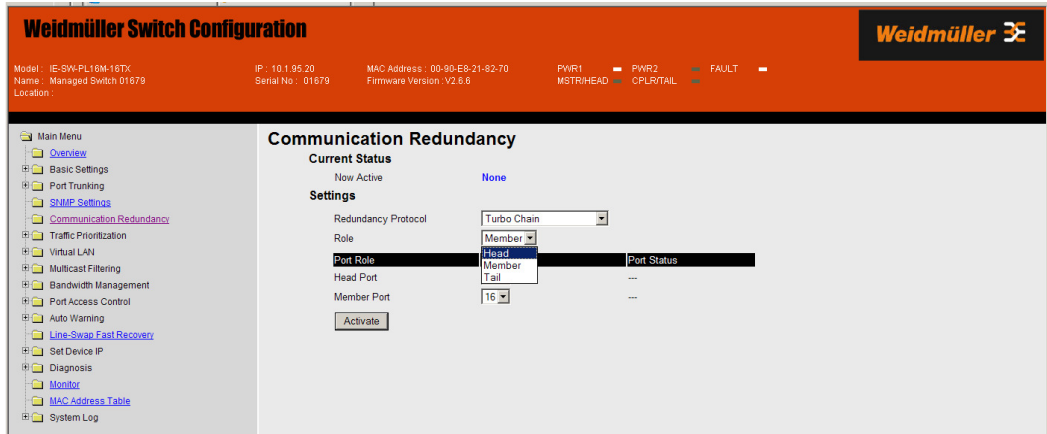 Weidmüller Switch Configuration
Weidmüller
Model : IE-SW-PL16M-16TX IP : 10.1.95.20 MAC Address : 00-90-E8-21-82-70 PWR1 PWR2 FAULT
Name : Managed Switch 01679 Serial No : 01679 Firmware Version : V2.6.6 MSTR/HEAD CPLR/TAIL
Location :
Main Menu
Overview
Basic Settings
Port Trunking
SNMP Settings
Communication Redundancy
Traffic Prioritization
Virtual LAN
Multicast Filtering
Bandwidth Management
Port Access Control
Auto Warning
Line-Swap Fast Recovery
Set Device IP
Diagnosis
Monitor
MAC Address Table
System Log
Communication Redundancy
Current Status
Now Active None
Settings
Redundancy Protocol Turbo Chain
Role Member
Head
Member
Tail
Port Role Port Status
Head Port ---
Member Port 16 ---
Activate